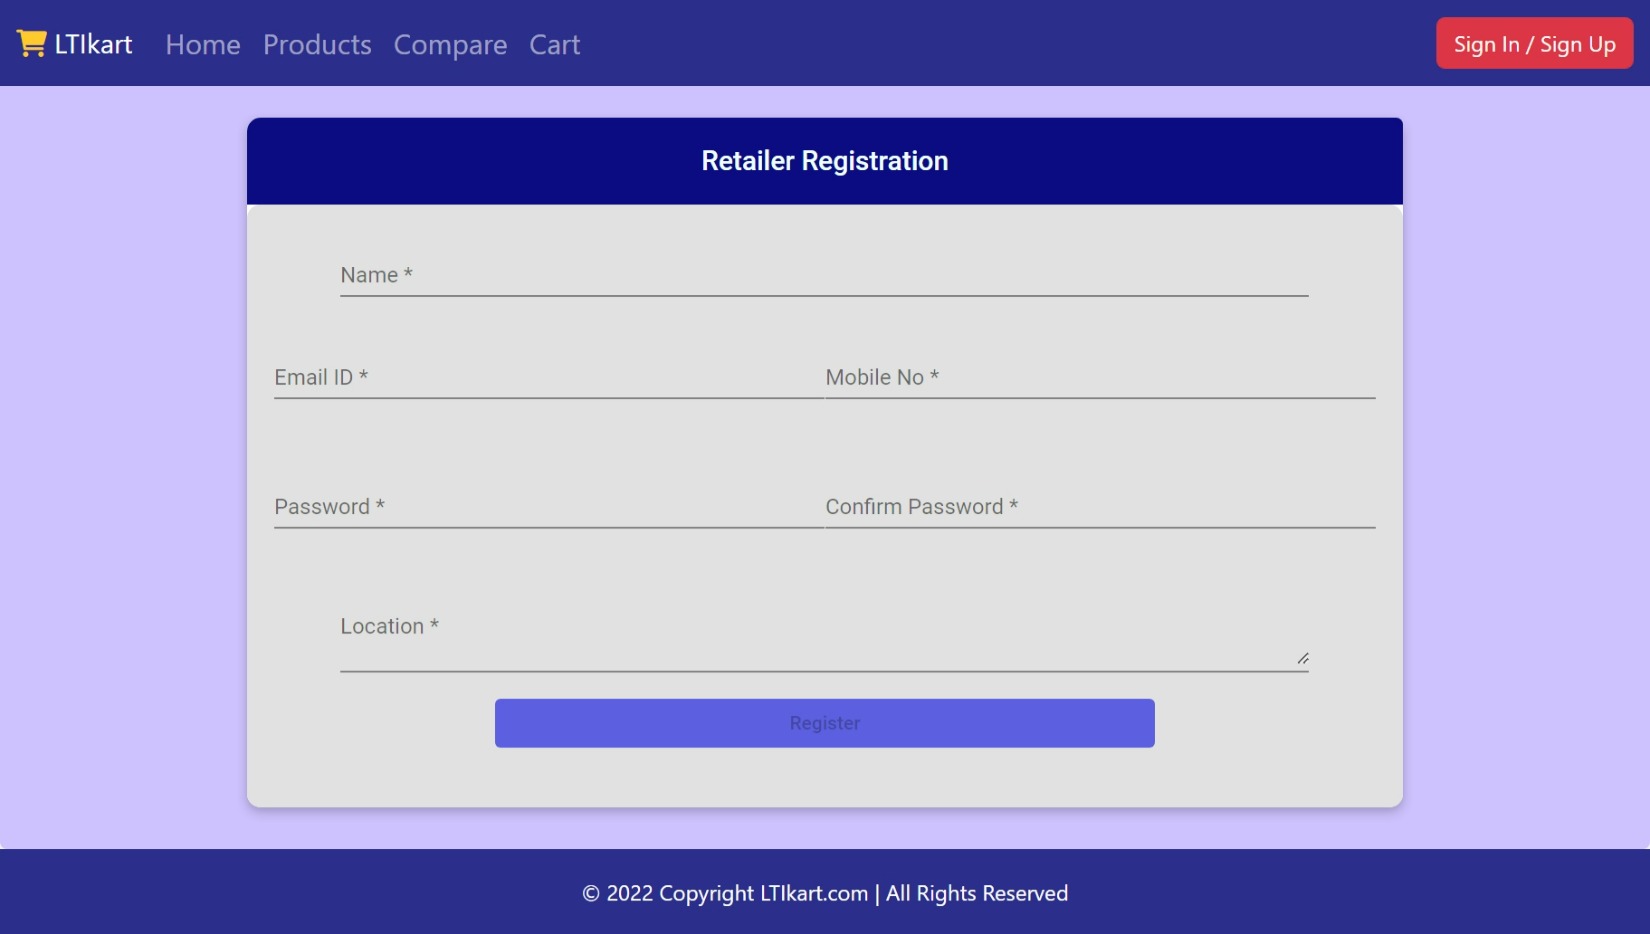 LTIkart Home Products Compare Cart Sign In / Sign Up
Retailer Registration
Name *
Email ID * Mobile No *
Password * Confirm Password *
Location *
Register
© 2022 Copyright LTIkart.com | All Rights Reserved